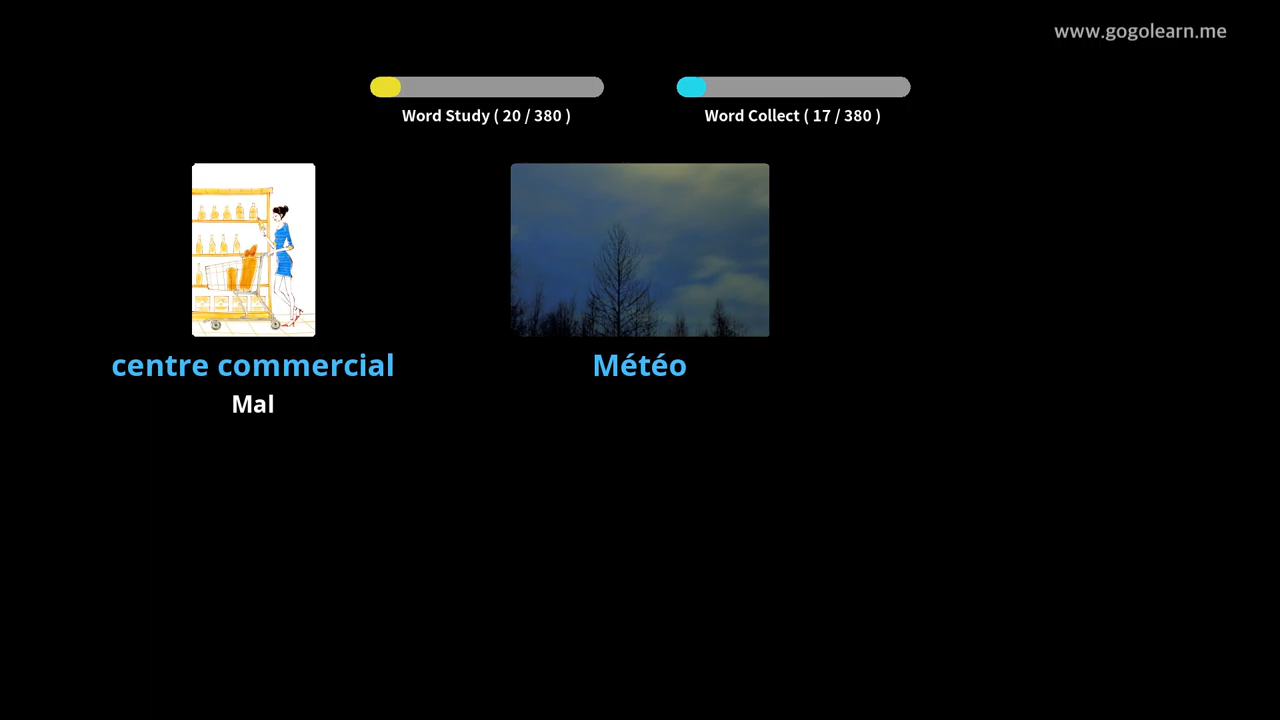 www.gogolearn.me
Word Study ( 20 / 380 )
Word Collect ( 17 / 380 )
centre commercial
Mal
Météo